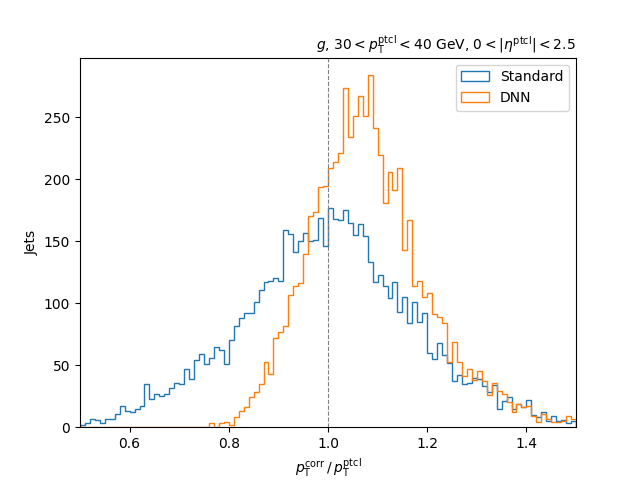 g, 30 < p_T^ptcl < 40 GeV, 0 < |η^ptcl| < 2.5
Standard
DNN
250
200
150
100
50
0
Jets
0.6 0.8 1.0 1.2 1.4
p_T^corr / p_T^ptcl